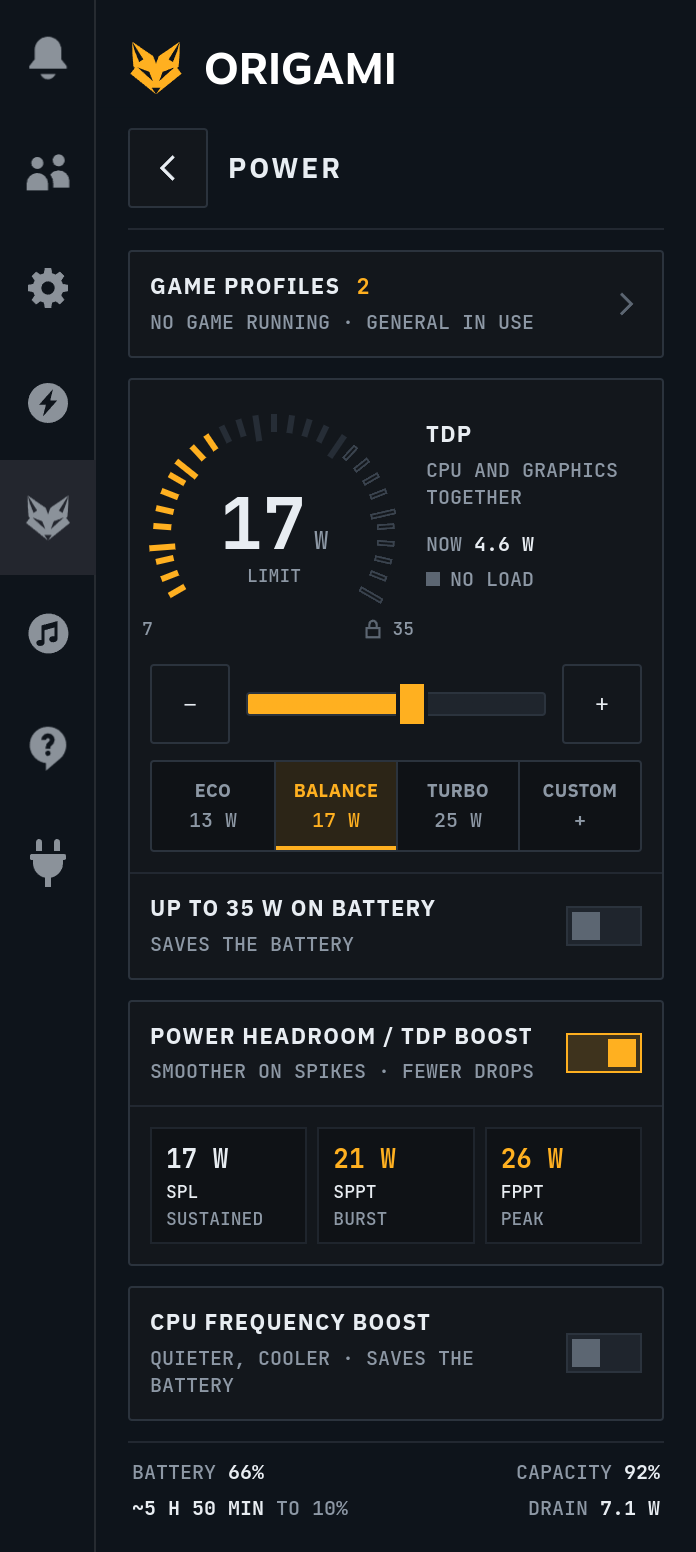 ORIGAMI
POWER
GAME PROFILES 2
NO GAME RUNNING · GENERAL IN USE
TDP
CPU AND GRAPHICS
TOGETHER
NOW 4.6 W
NO LOAD
17 W
LIMIT
7
35
−
+
ECO
13 W
BALANCE
17 W
TURBO
25 W
CUSTOM
+
UP TO 35 W ON BATTERY
SAVES THE BATTERY
POWER HEADROOM / TDP BOOST
SMOOTHER ON SPIKES · FEWER DROPS
17 W
SPL
SUSTAINED
21 W
SPPT
BURST
26 W
FPPT
PEAK
CPU FREQUENCY BOOST
QUIETER, COOLER · SAVES THE
BATTERY
BATTERY 66%
CAPACITY 92%
~5 H 50 MIN TO 10%
DRAIN 7.1 W